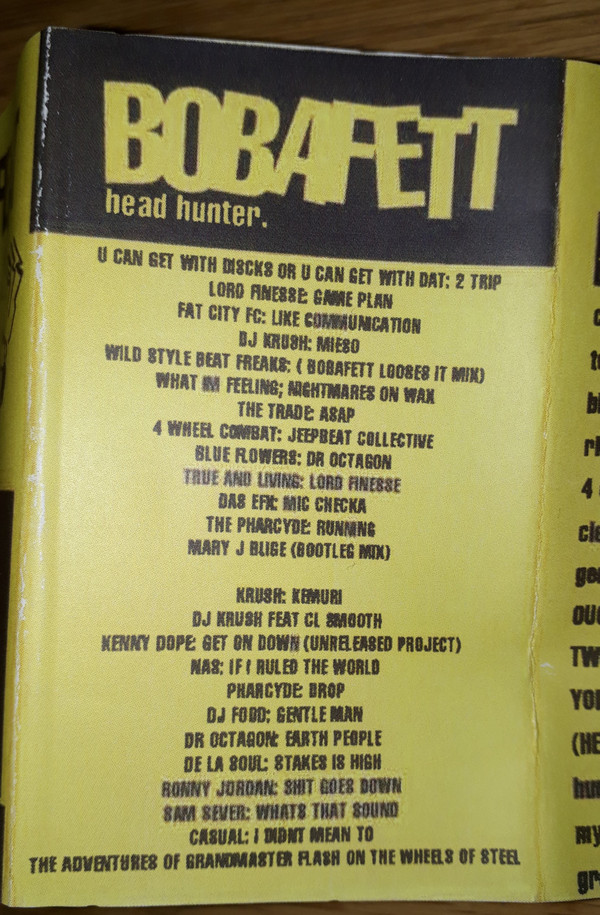 BOBAFETT
head hunter.
U CAN GET WITH DISCKS OR U CAN GET WITH DAT: 2 TRIP
LORD FINESSE: GAME PLAN
FAT CITY FC: LIKE COMMUNICATION
DJ KRUSH: MIESO
WILD STYLE BEAT FREAKS: ( BOBAFETT LOOSES IT MIX)
WHAT IM FEELING; NIGHTMARES ON WAX
THE TRADE: ASAP
4 WHEEL COMBAT: JEEPBEAT COLLECTIVE
BLUE FLOWERS: DR OCTAGON
TRUE AND LIVING: LORD FINESSE
DAS EFX: MIC CHECKA
THE PHARCYDE: RUNNING
MARY J BLIGE (BOOTLEG MIX)
KRUSH: KEMURI
DJ KRUSH FEAT CL SMOOTH
KENNY DOPE: GET ON DOWN (UNRELEASED PROJECT)
NAS: IF I RULED THE WORLD
PHARCYDE: DROP
DJ FOOD; GENTLE MAN
DR OCTAGON: EARTH PEOPLE
DE LA SOUL: STAKES IS HIGH
RONNY JORDAN: SHIT GOES DOWN
SAM SEVER: WHATS THAT SOUND
CASUAL: I DIDNT MEAN TO
THE ADVENTURES OF GRANDMASTER FLASH ON THE WHEELS OF STEEL